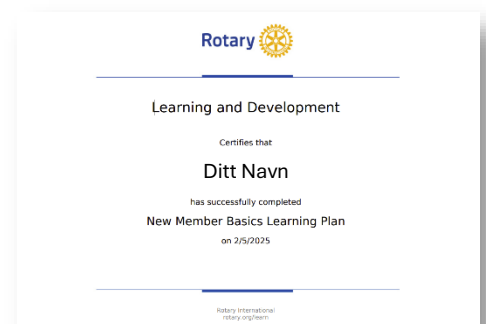 Rotary
Learning and Development
Certifies that
Ditt Navn
has successfully completed
New Member Basics Learning Plan
on 2/5/2025
Rotary International
rotary.org/learn